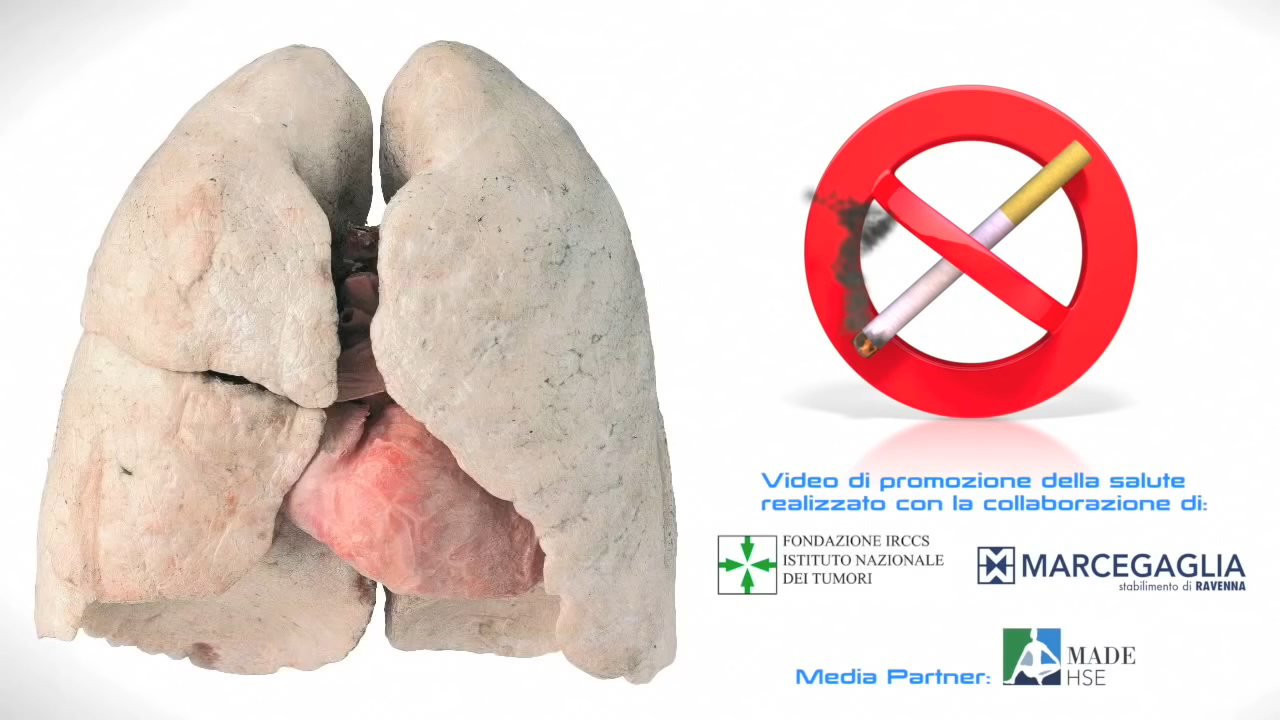 Video di promozione della salute
realizzato con la collaborazione di:
FONDAZIONE IRCCS
ISTITUTO NAZIONALE
DEI TUMORI
MARCEGAGLIA
stabilimento di RAVENNA
Media Partner:
MADE
HSE